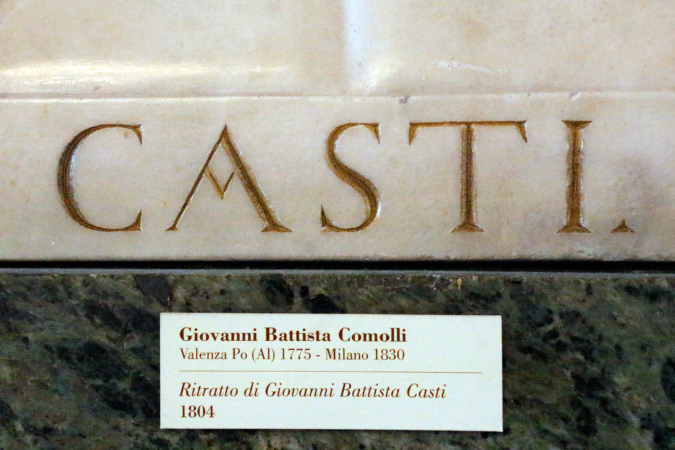 CASTI.
Giovanni Battista Comolli
Valenza Po (Al) 1775 - Milano 1830
Ritratto di Giovanni Battista Casti
1804